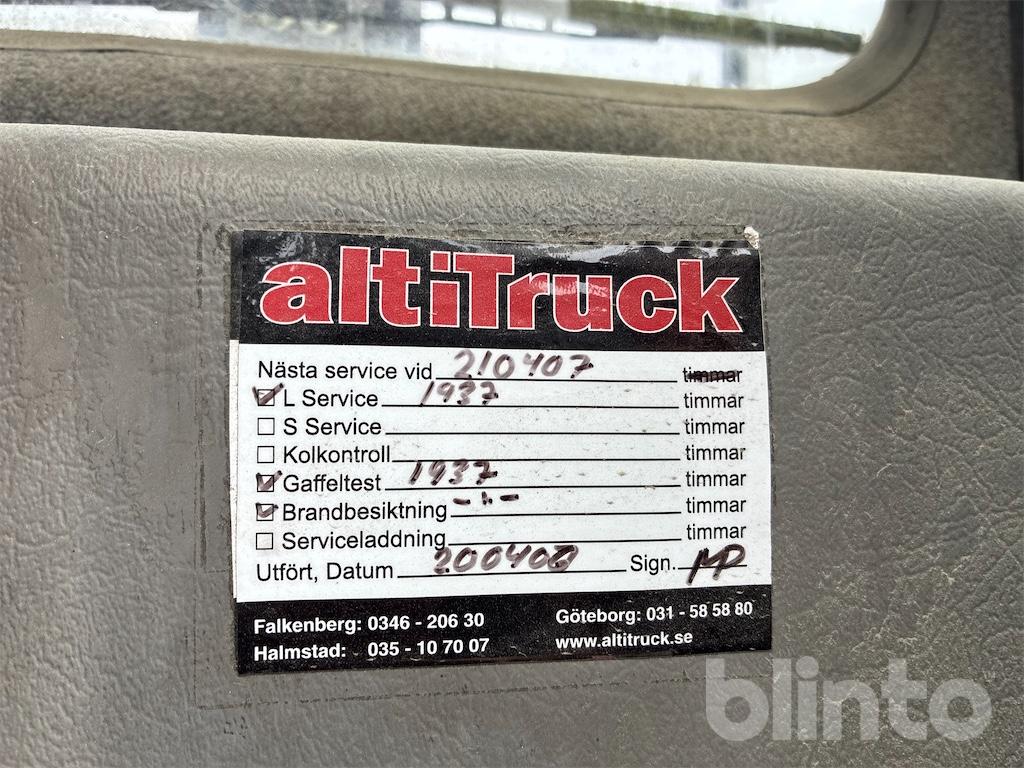 altiTruck
Nästa service vid 210407 timmar
L Service 1937 timmar
S Service timmar
Kolkontroll timmar
Gaffeltest 1937 timmar
Brandbesiktning -"- timmar
Serviceladdning timmar
Utfört, Datum Sign. MP
Falkenberg: 0346 - 206 30 Göteborg: 031 - 58 58 80
Halmstad: 035 - 10 70 07 www.altitruck.se
blinto